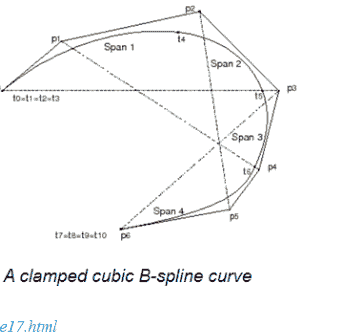 p2
p1
Span 1
t4
Span 2
t0=t1=t2=t3
t5
p3
Span 3
t6
p4
Span 4
p5
t7=t8=t9=t10
p6
A clamped cubic B-spline curve
e17.html